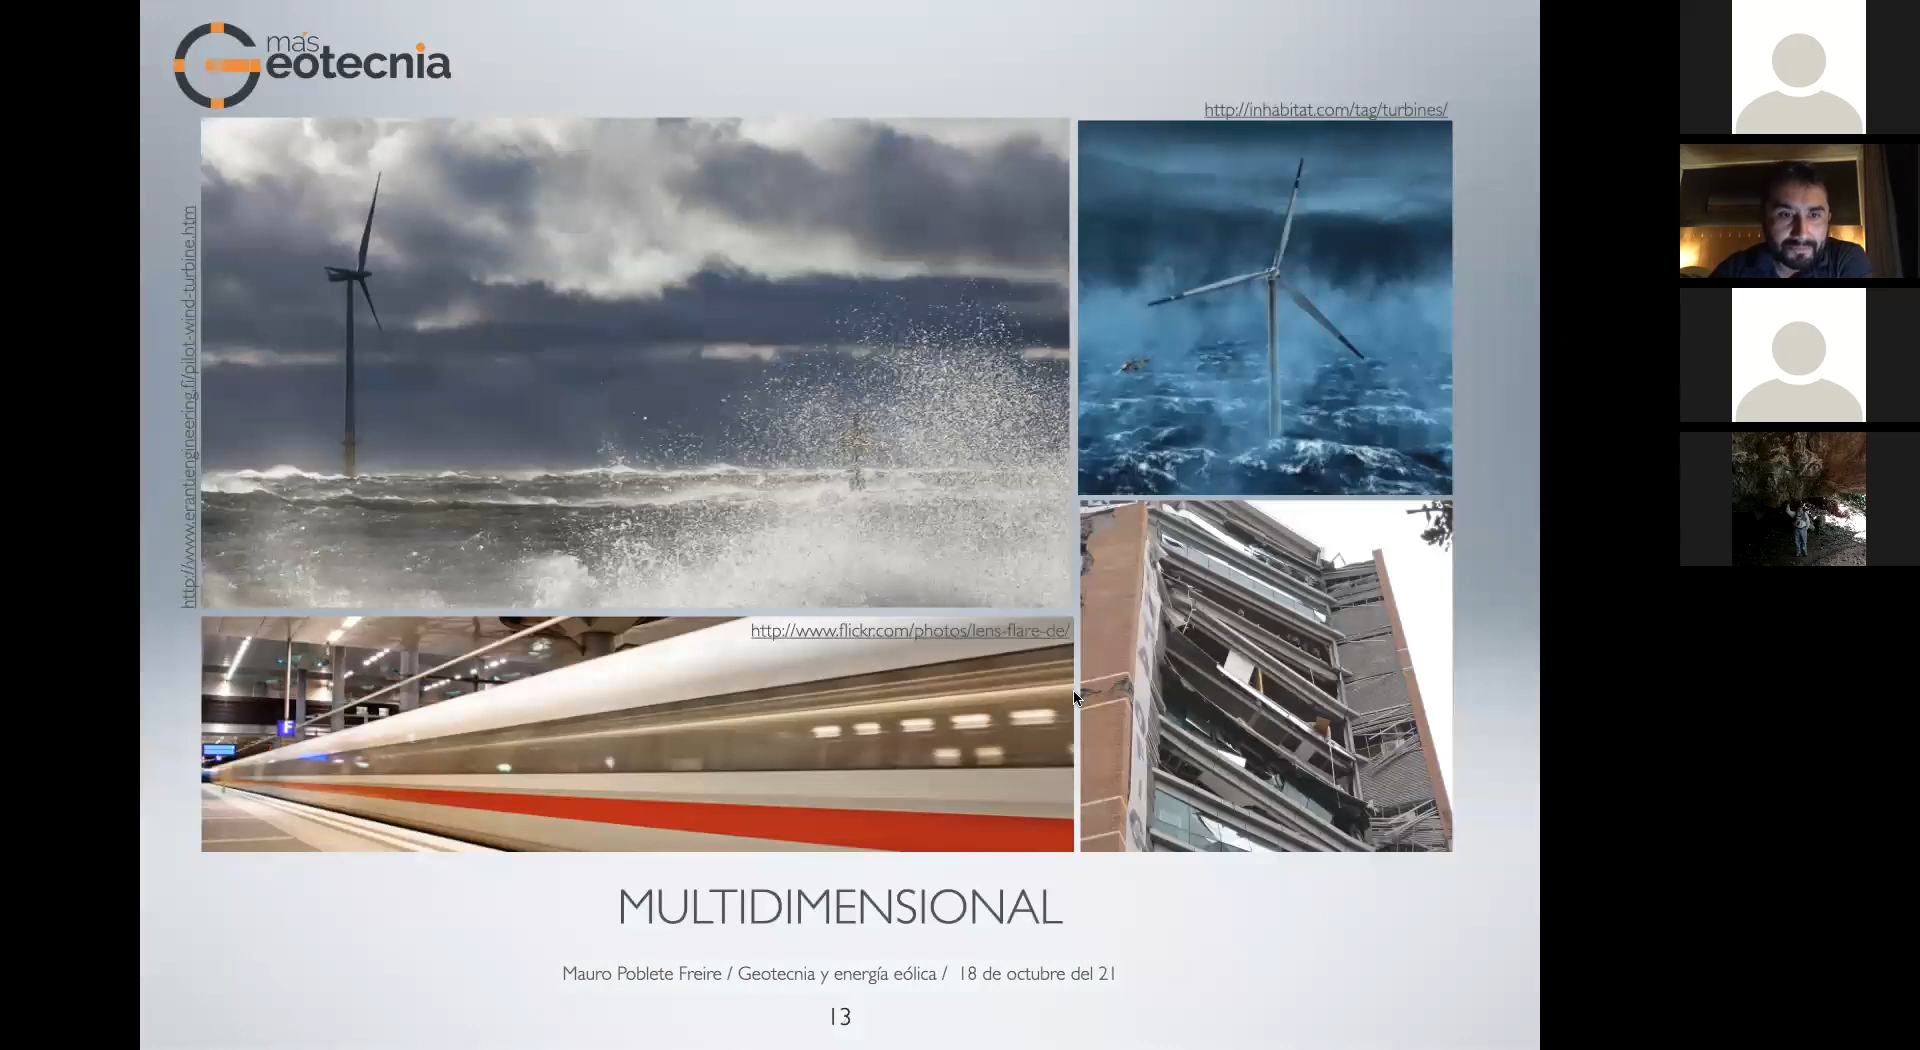 más
Geotecnia
http://inhabitat.com/tag/turbines/
http://www.erantiengineering.fi/pilot-wind-turbine.htm
http://www.flickr.com/photos/lens-flare-de/
F
MULTIDIMENSIONAL
Mauro Poblete Freire / Geotecnia y energía eólica / 18 de octubre del 21
13